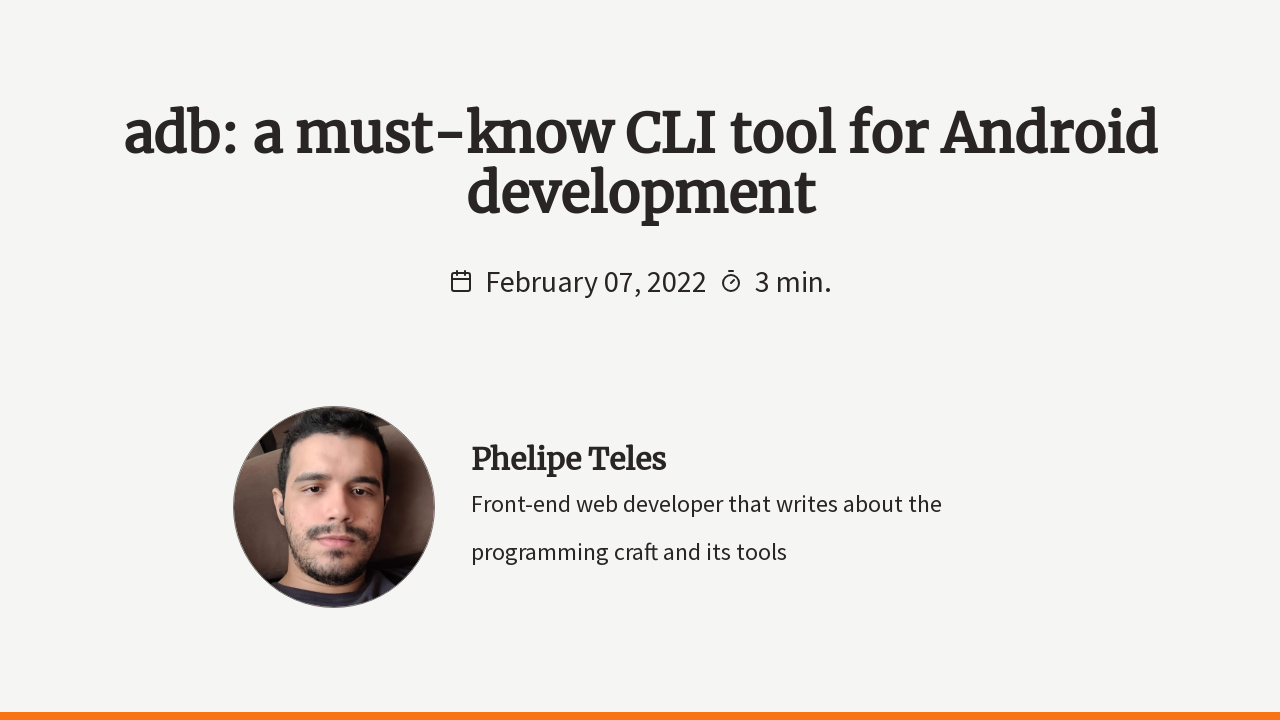 adb: a must-know CLI tool for Android
development
February 07, 2022 3 min.
Phelipe Teles
Front-end web developer that writes about the
programming craft and its tools